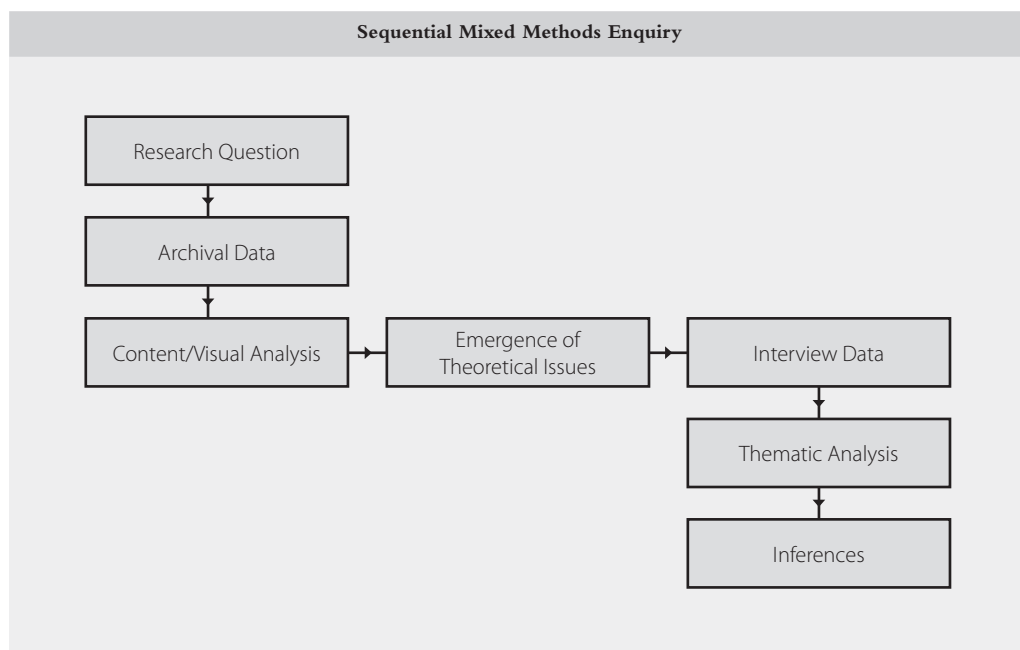 Sequential Mixed Methods Enquiry
Research Question
Archival Data
Content/Visual Analysis
Emergence of
Theoretical Issues
Interview Data
Thematic Analysis
Inferences